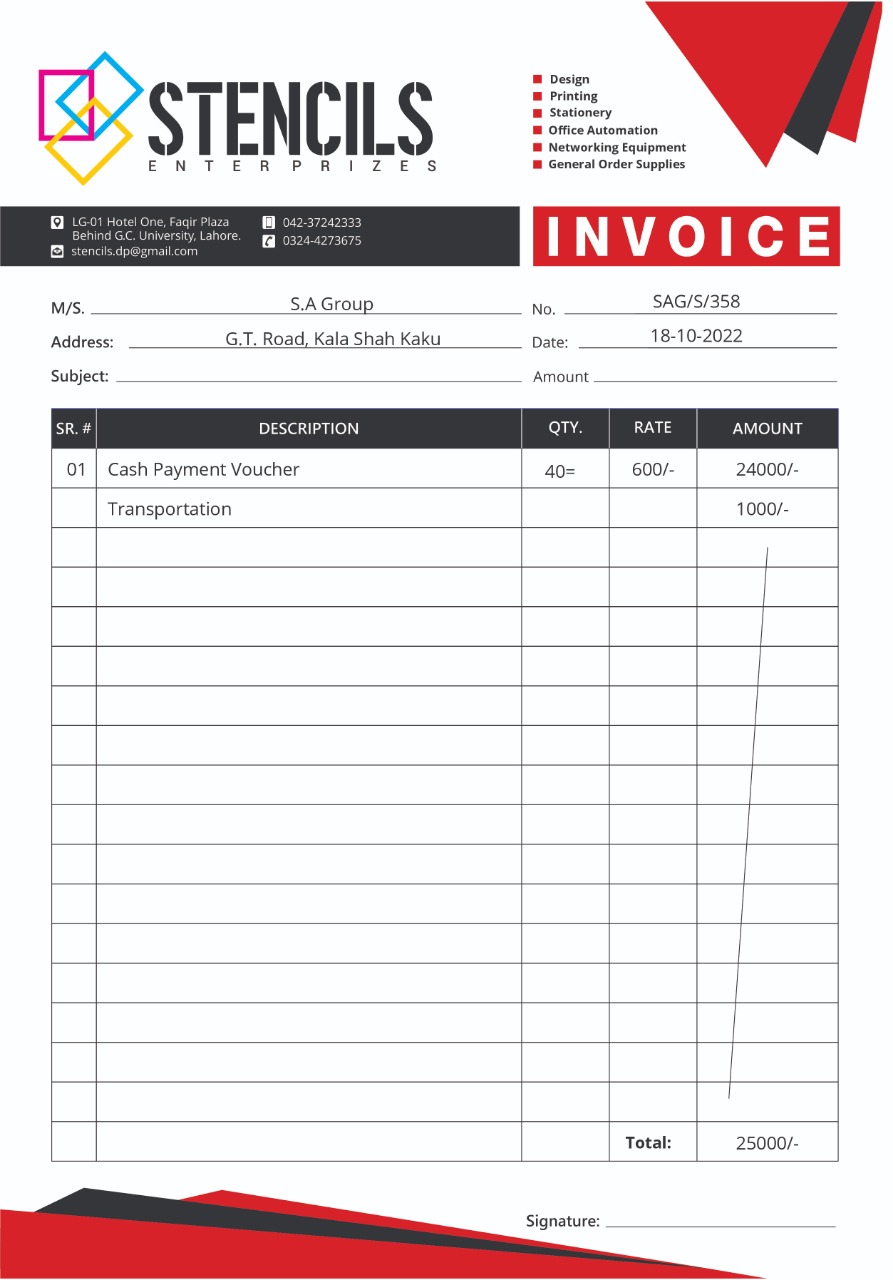 STENCILS
ENTERPRIZES
Design
Printing
Stationery
Office Automation
Networking Equipment
General Order Supplies
LG-01 Hotel One, Faqir Plaza
Behind G.C. University, Lahore.
stencils.dp@gmail.com
042-37242333
0324-4273675
INVOICE
M/S. S.A Group
No. SAG/S/358
Address: G.T. Road, Kala Shah Kaku
Date: 18-10-2022
Subject:
Amount
SR. # DESCRIPTION QTY. RATE AMOUNT
01 Cash Payment Voucher 40= 600/- 24000/-
Transportation 1000/-
Total: 25000/-
Signature: